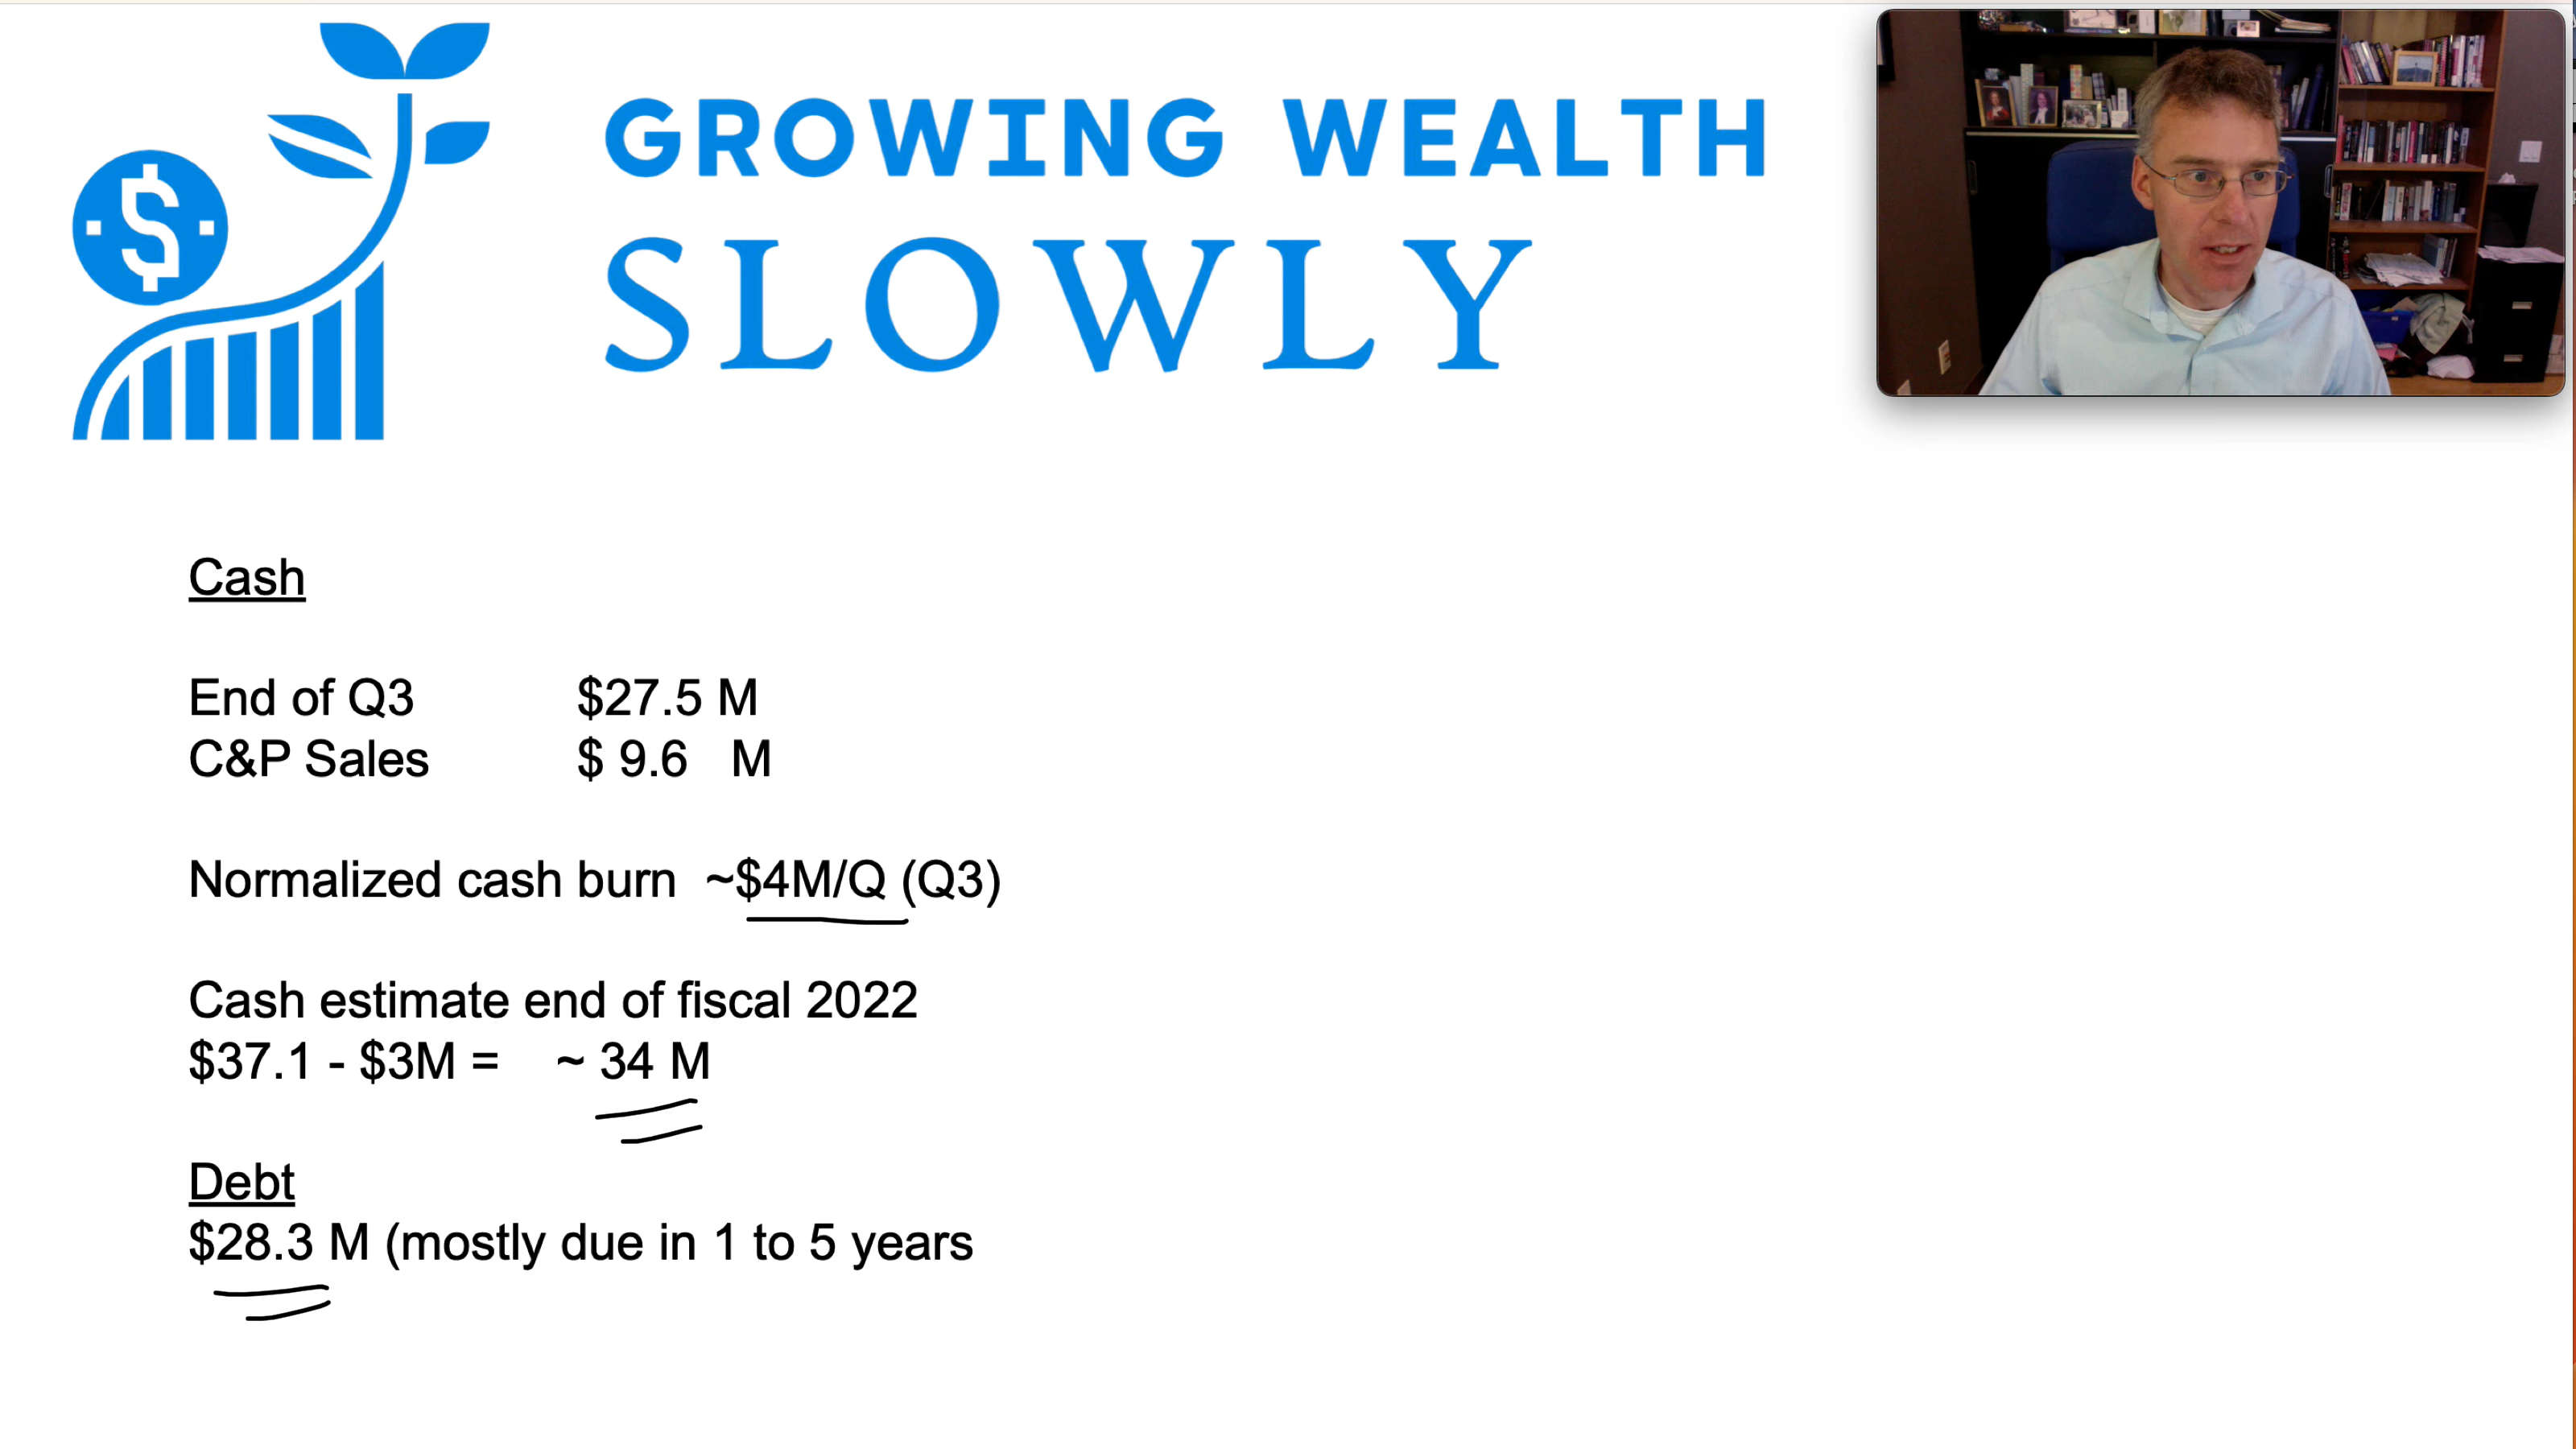 GROWING WEALTH
SLOWLY
Cash
End of Q3 $27.5 M
C&P Sales $ 9.6 M
Normalized cash burn ~$4M/Q (Q3)
Cash estimate end of fiscal 2022
$37.1 - $3M = ~ 34 M
Debt
$28.3 M (mostly due in 1 to 5 years